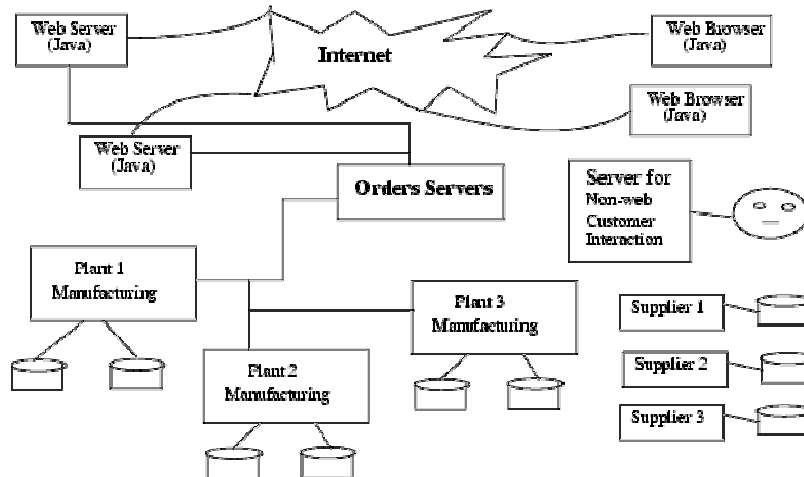 Web Server
(Java)
Internet
Web Browser
(Java)
Web Browser
(Java)
Web Server
(Java)
Orders Servers
Server for
Non-web
Customer
Interaction
Plant 1
Manufacturing
Plant 3
Manufacturing
Supplier 1
Plant 2
Manufacturing
Supplier 2
Supplier 3